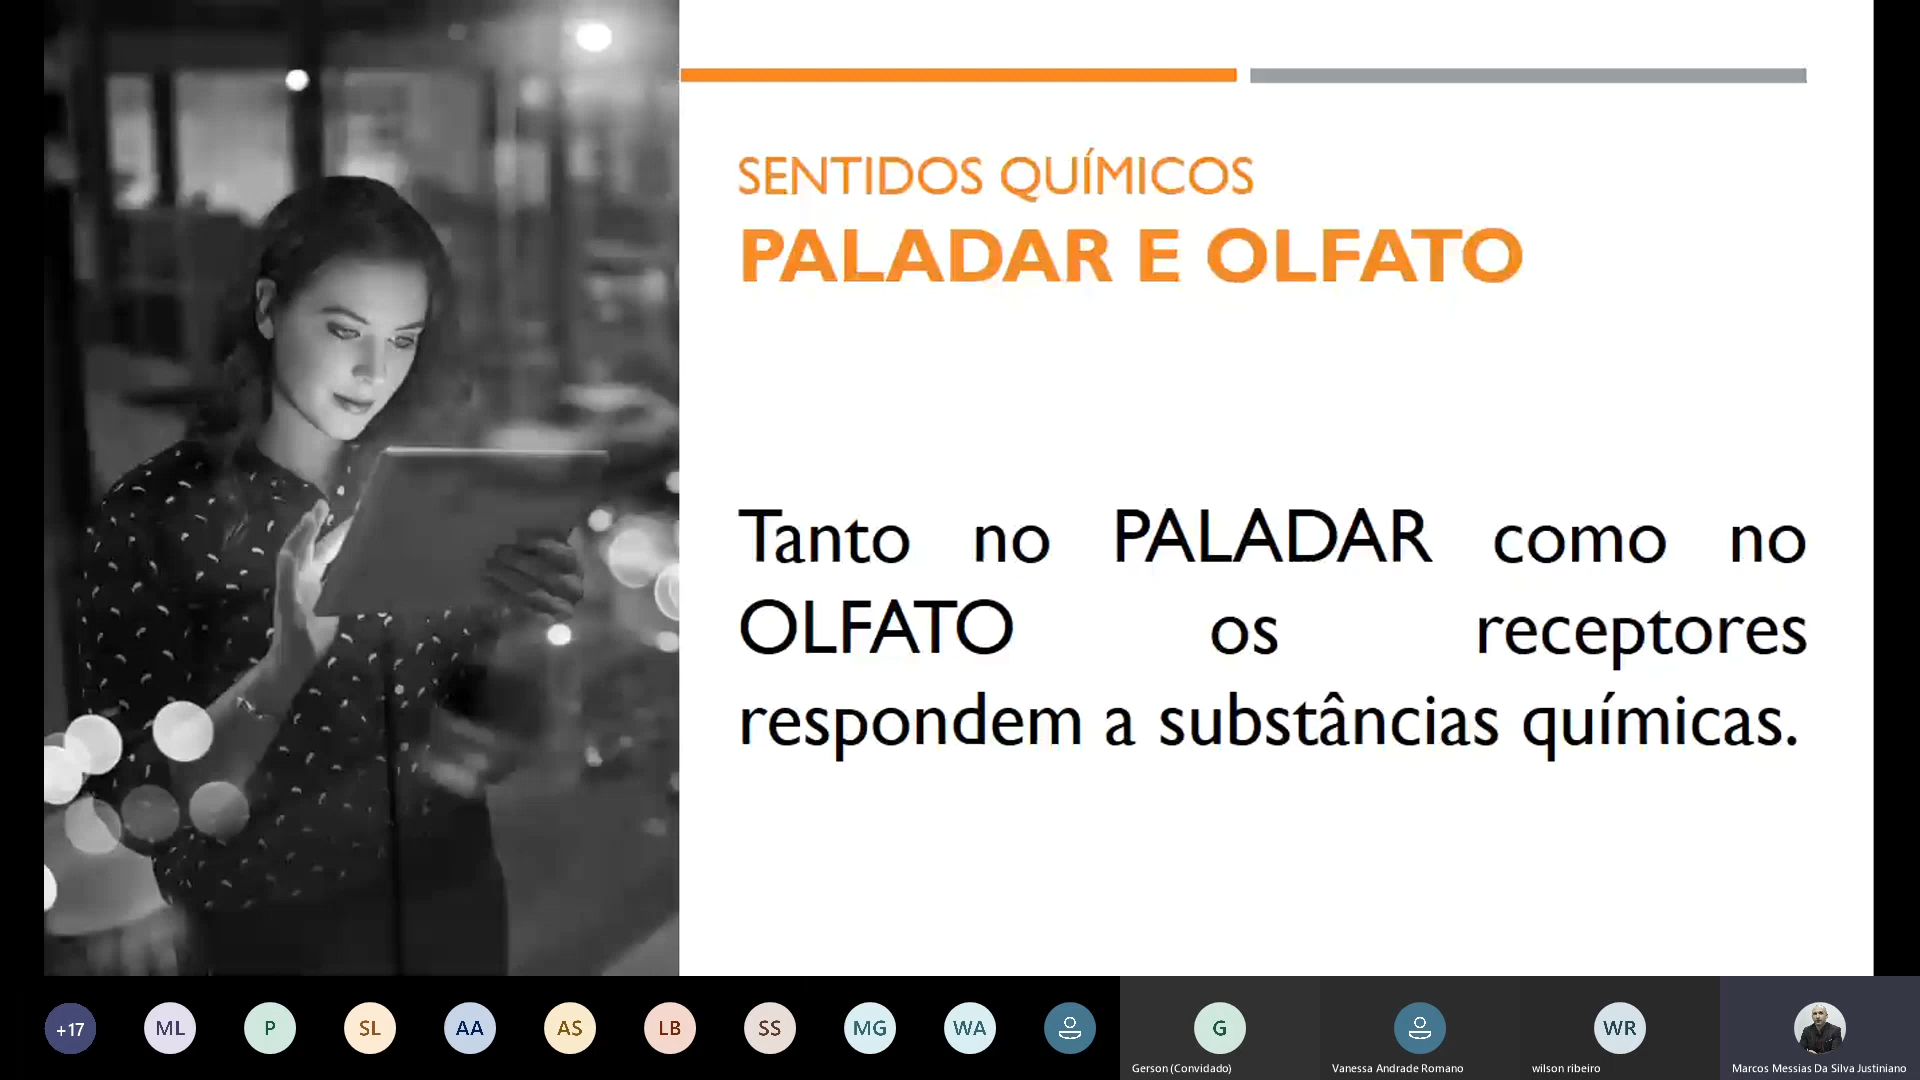 SENTIDOS QUÍMICOS
PALADAR E OLFATO
Tanto no PALADAR como no
OLFATO os receptores
respondem a substâncias químicas.
+17
ML
P
SL
AA
AS
LB
SS
MG
WA
G
WR
Gerson (Convidado)
Vanessa Andrade Romano
wilson ribeiro
Marcos Messias Da Silva Justiniano